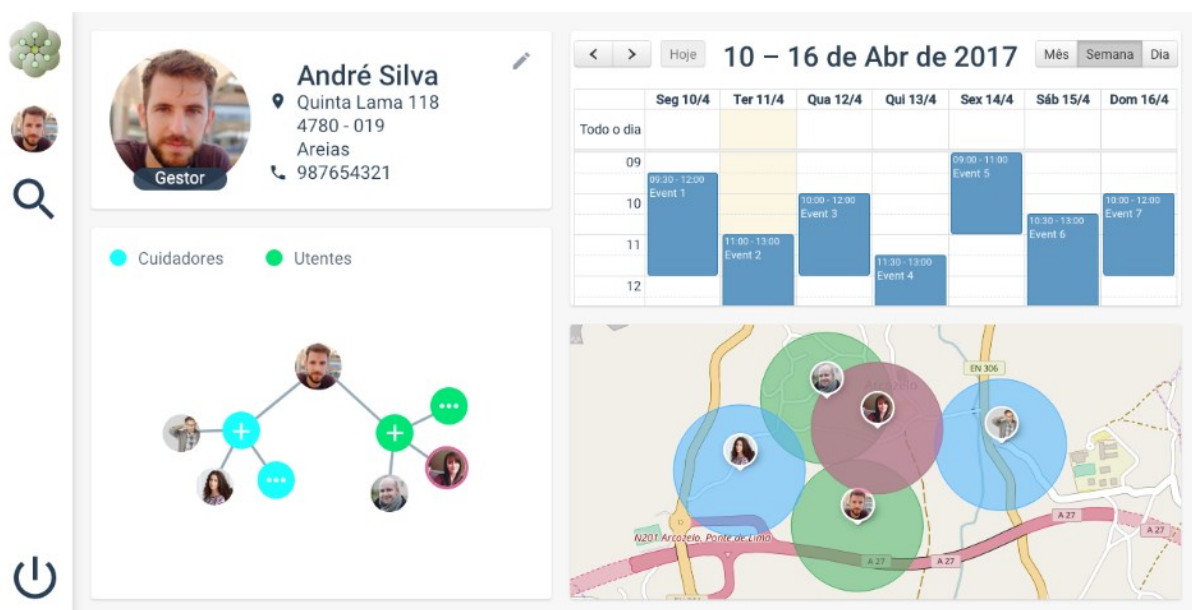 André Silva
Quinta Lama 118
4780 - 019
Areias
987654321
Gestor
Cuidadores
Utentes
Hoje
10 – 16 de Abr de 2017
Mês Semana Dia
Seg 10/4 Ter 11/4 Qua 12/4 Qui 13/4 Sex 14/4 Sáb 15/4 Dom 16/4
Todo o dia
09
10
11
12
09:30 - 12:00
Event 1
11:00 - 13:00
Event 2
10:00 - 12:00
Event 3
11:30 - 13:00
Event 4
09:00 - 11:00
Event 5
10:30 - 13:00
Event 6
10:00 - 12:00
Event 7
EN 306
Arcozelo
N201 Arcozelo, Ponte de Lima
A 27
A 27
A 27
A 27